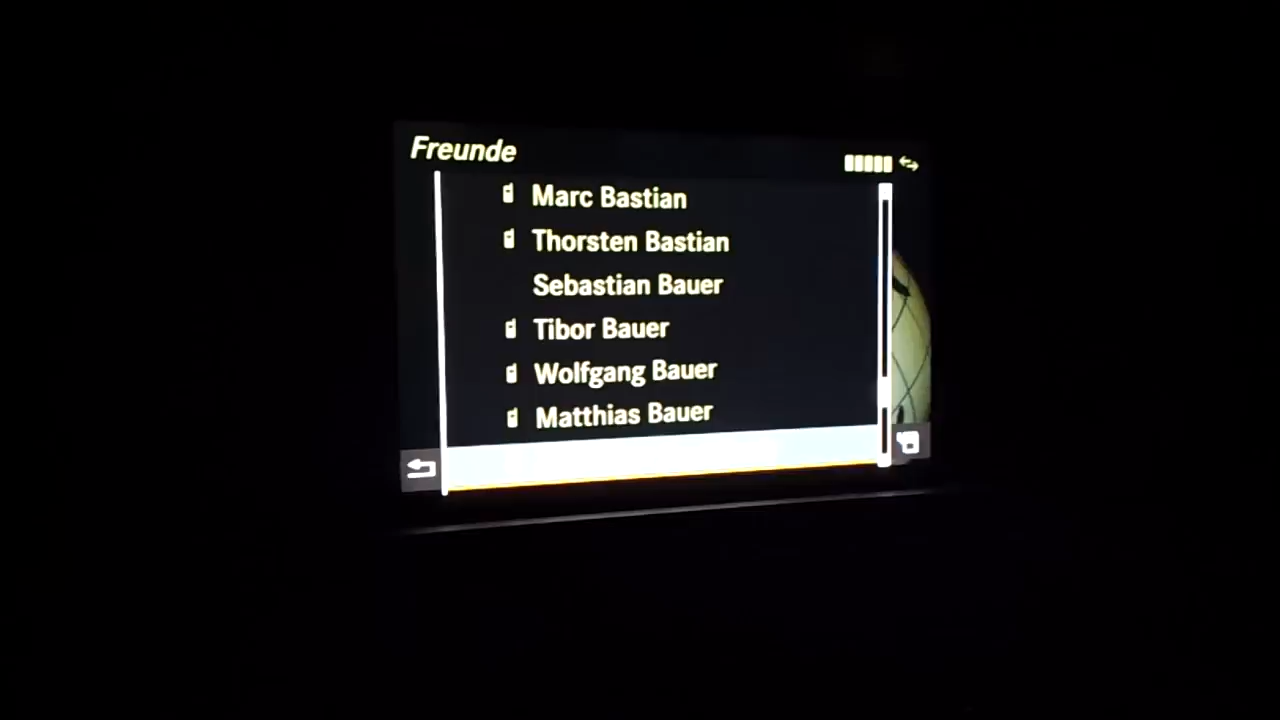 Freunde
Marc Bastian
Thorsten Bastian
Sebastian Bauer
Tibor Bauer
Wolfgang Bauer
Matthias Bauer